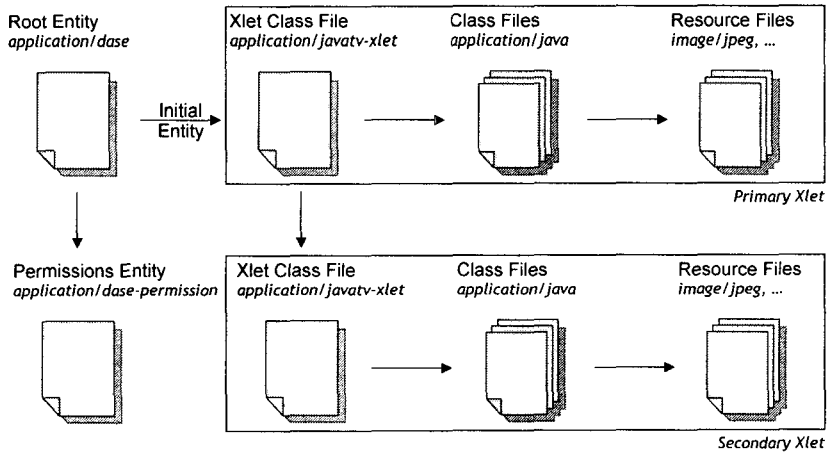 Root Entity
application/dase
Xlet Class File
application/javatv-xlet
Class Files
application/java
Resource Files
image/jpeg, ...
Initial
Entity
Primary Xlet
Permissions Entity
application/dase-permission
Xlet Class File
application/javatv-xlet
Class Files
application/java
Resource Files
image/jpeg, ...
Secondary Xlet